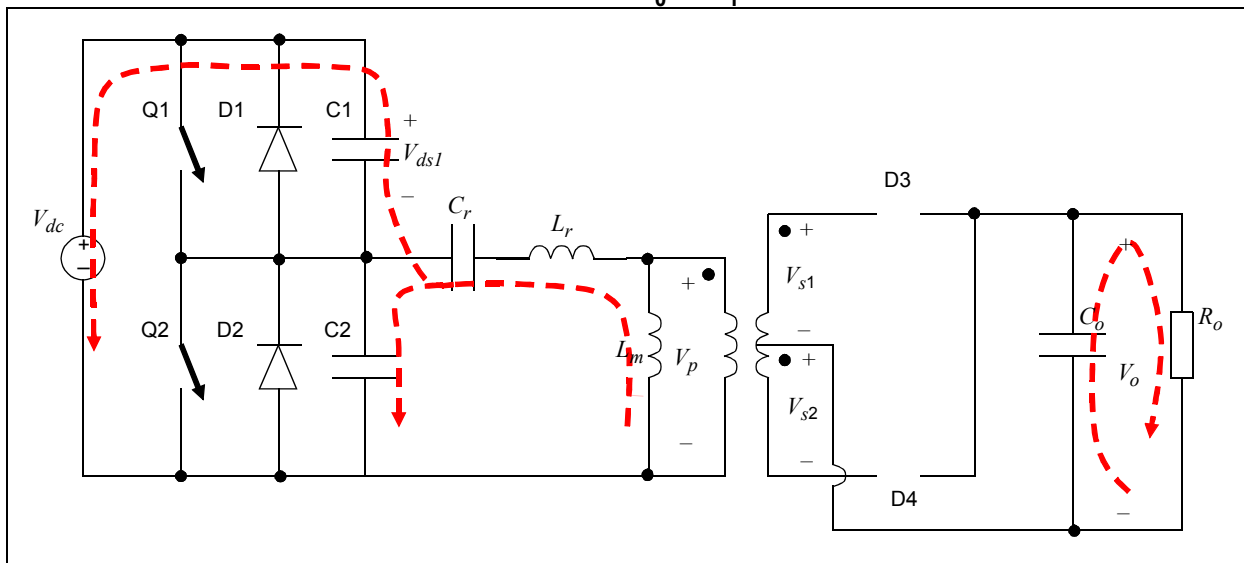 Q1
D1
C1
+
V_ds1
–
V_dc
+
–
C_r
L_r
Q2
D2
C2
L_m
+
V_p
–
–
D3
+
V_s1
–
+
V_s2
–
D4
+
C_o
V_o
–
R_o